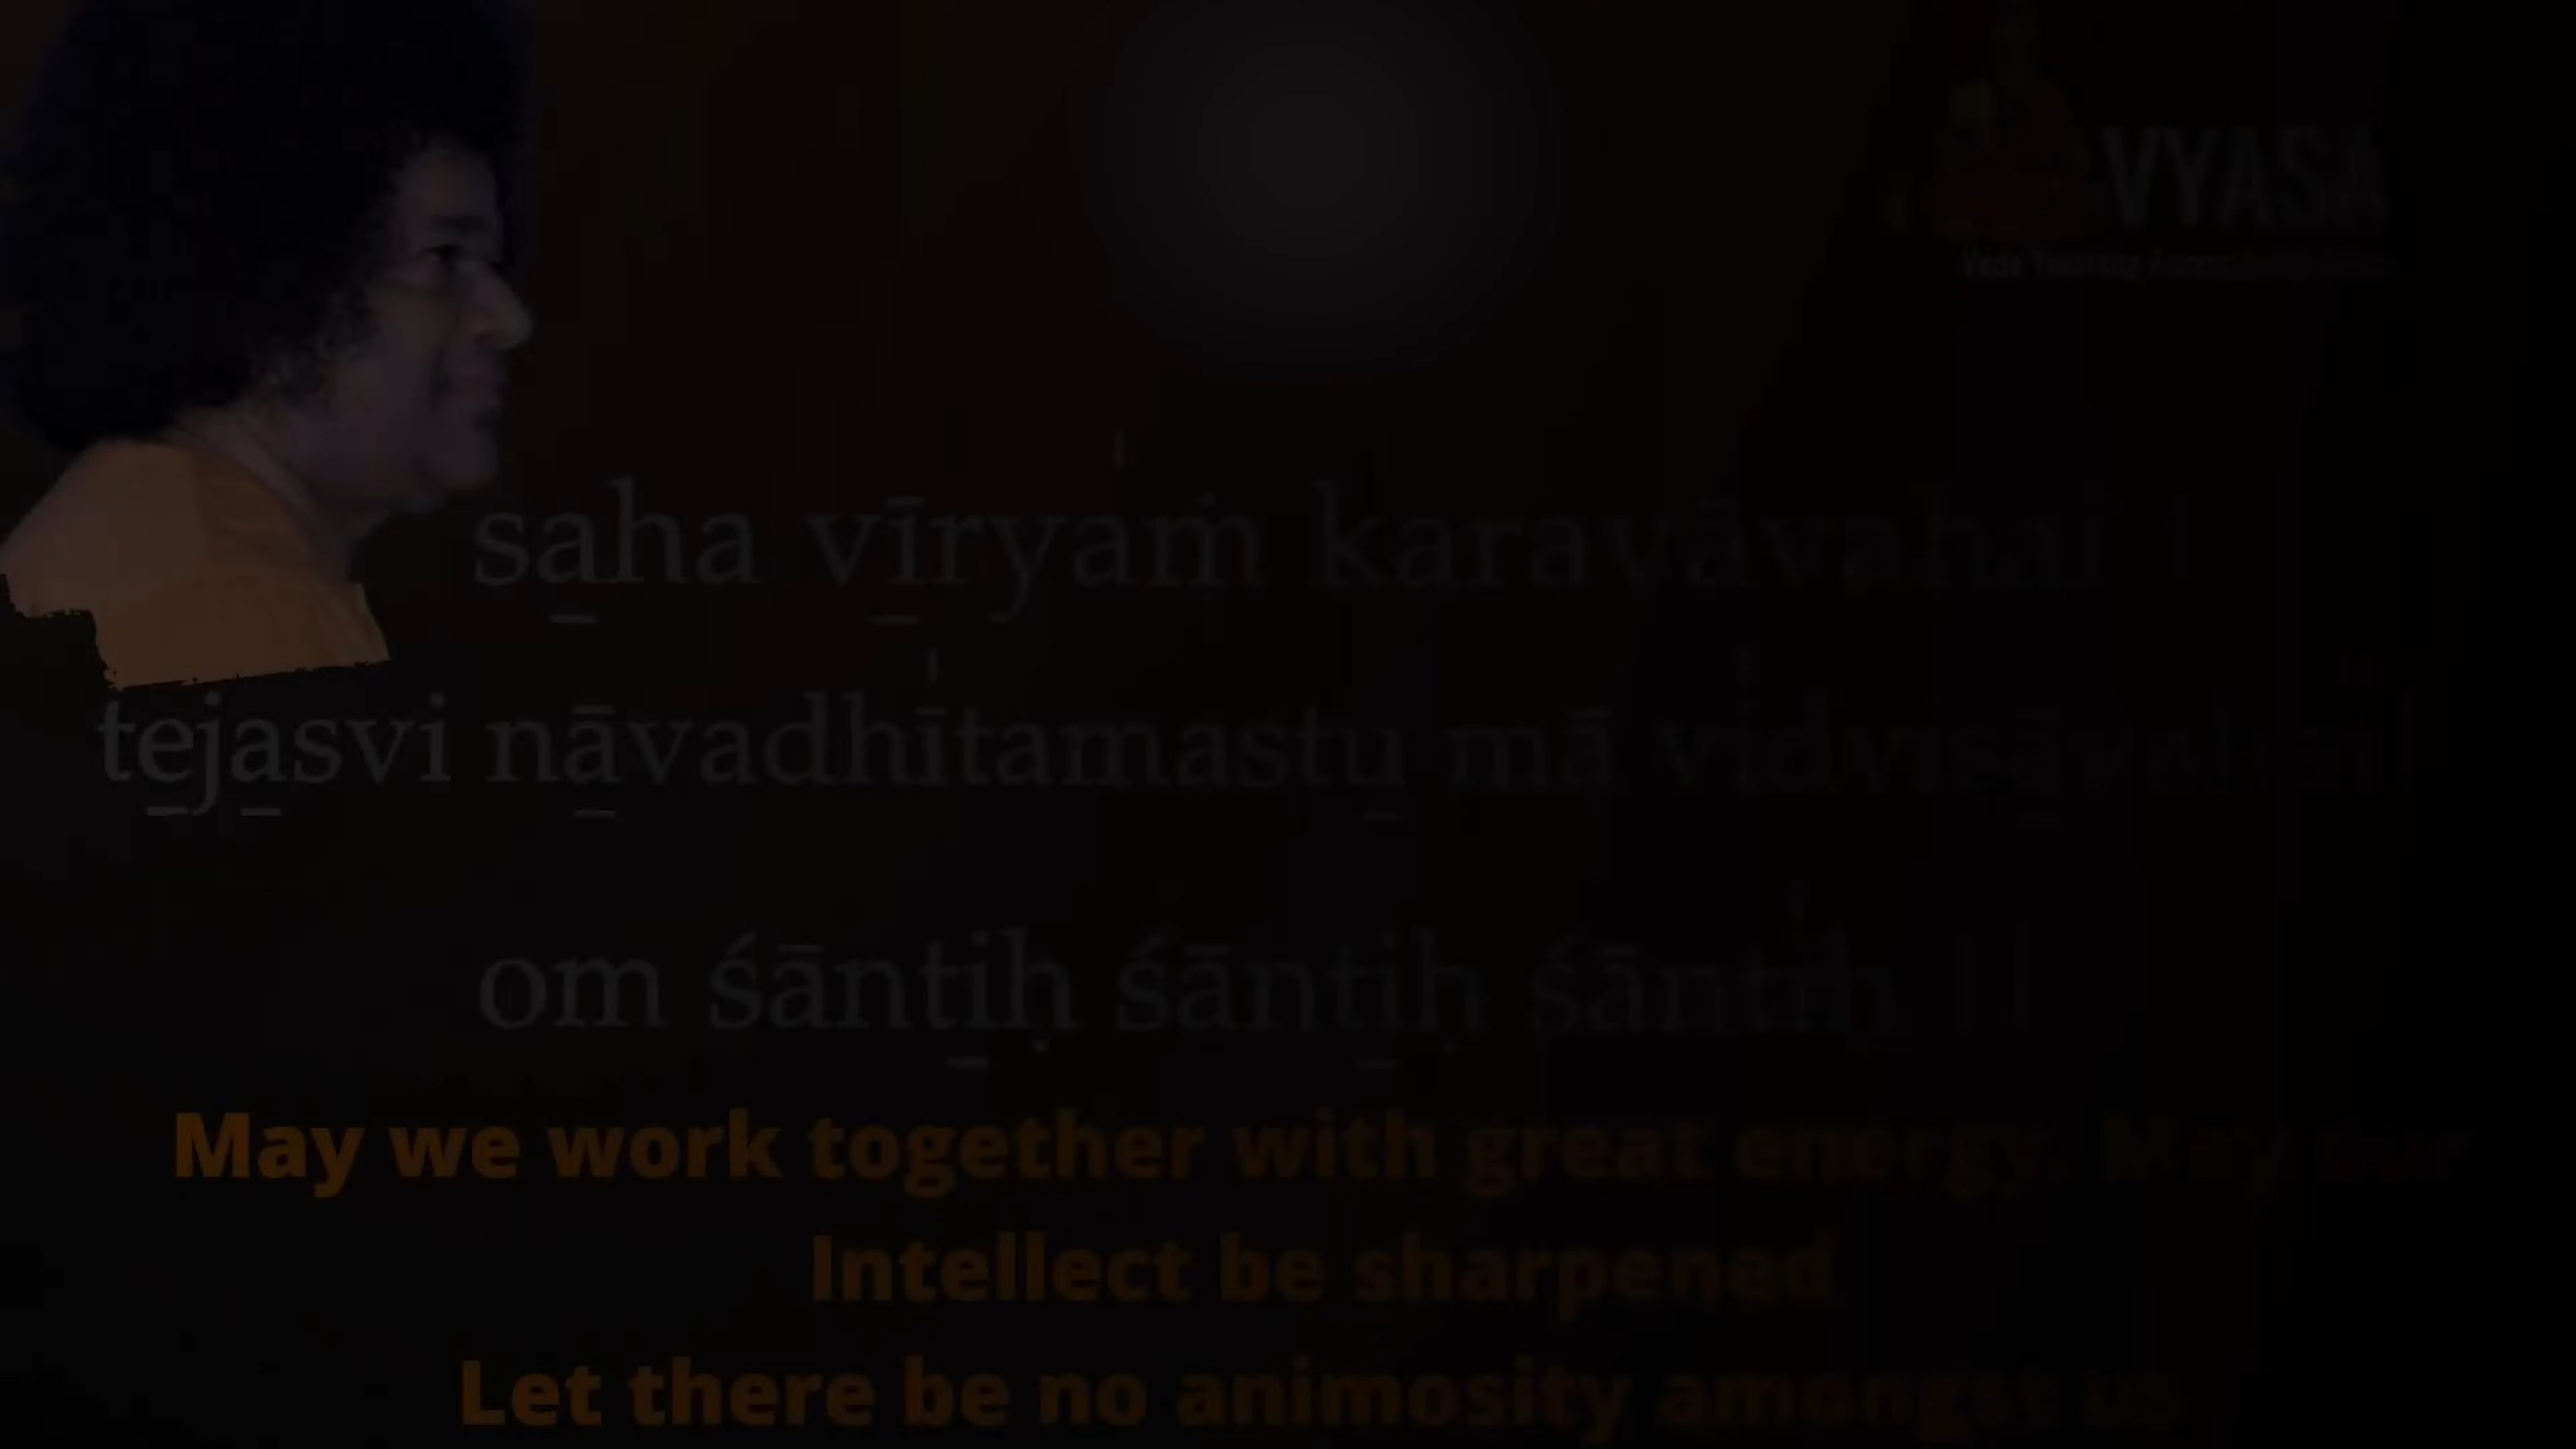 VYASA
saha vīryaṁ karavāvahai |
tejasvi nāvadhītamastu mā vidviṣāvahai |
om śāntiḥ śāntiḥ śāntiḥ ||
May we work together with great energy. May our
Intellect be sharpened
Let there be no animosity amongst us